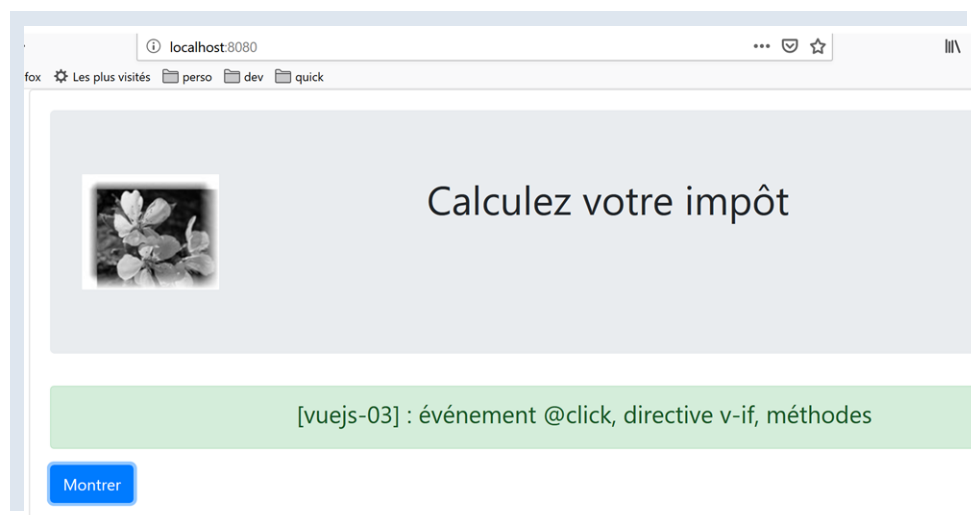 localhost:8080
fox Les plus visités perso dev quick
Calculez votre impôt
[vuejs-03] : événement @click, directive v-if, méthodes
Montrer